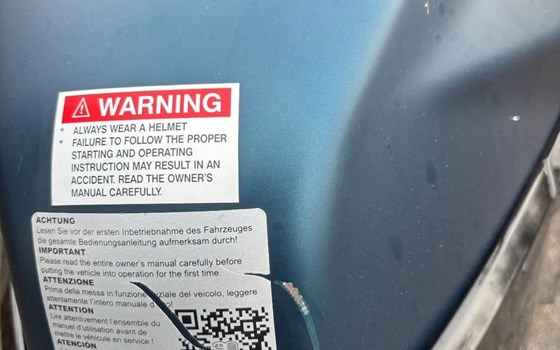 ⚠ WARNING
* ALWAYS WEAR A HELMET
* FAILURE TO FOLLOW THE PROPER
STARTING AND OPERATING
INSTRUCTION MAY RESULT IN AN
ACCIDENT. READ THE OWNER'S
MANUAL CAREFULLY.
ACHTUNG
Lesen Sie vor der ersten Inbetriebnahme des Fahrzeuges
die gesamte Bedienungsanleitung aufmerksam durch!
IMPORTANT
Please read the entire owner's manual carefully before
putting the vehicle into operation for the first time.
ATTENZIONE
Prima della messa in funzione del veicolo, leggere
attentamente l'intero manuale
ATTENTION
Lire attentivement l'ensemble du
manuel d'utilisation avant de
mettre le véhicule en service !
ATENCIÓN